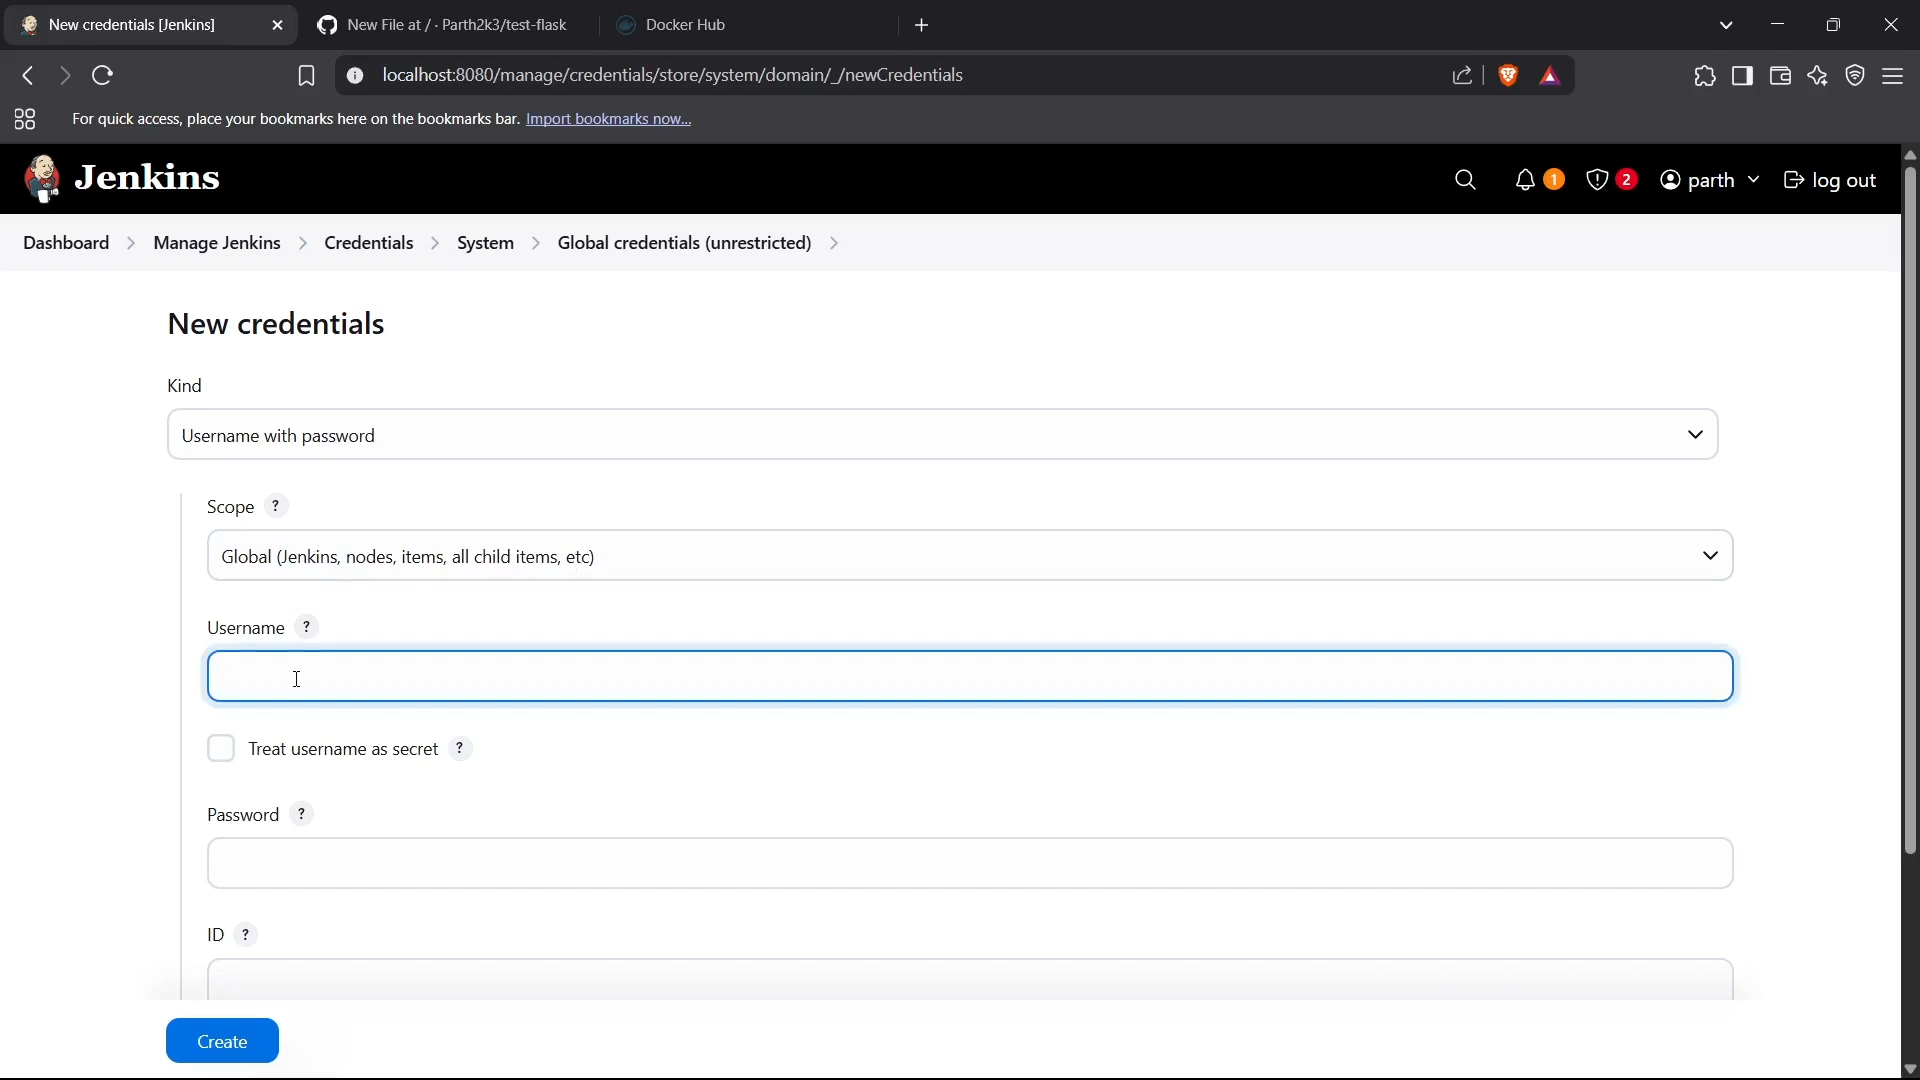 New credentials [Jenkins]
New File at / · Parth2k3/test-flask
Docker Hub
localhost:8080/manage/credentials/store/system/domain/_/newCredentials
For quick access, place your bookmarks here on the bookmarks bar. Import bookmarks now...
Jenkins
1
2
parth
log out
Dashboard
Manage Jenkins
Credentials
System
Global credentials (unrestricted)
New credentials
Kind
Username with password
Scope ?
Global (Jenkins, nodes, items, all child items, etc)
Username ?
Treat username as secret ?
Password ?
ID ?
Create